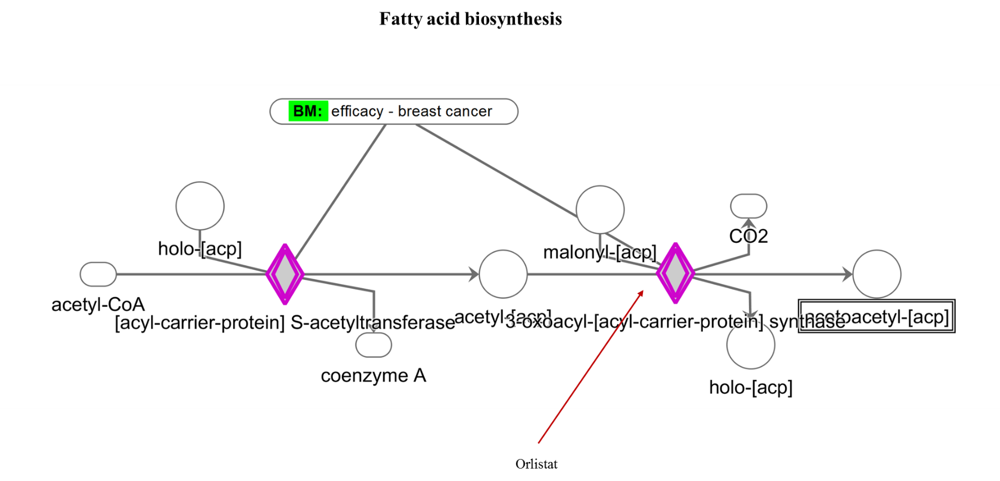 Fatty acid biosynthesis
BM: efficacy - breast cancer
holo-[acp]
malonyl-[acp]
CO2
acetyl-CoA
[acyl-carrier-protein] S-acetyltransferase
acetyl-[acp]
3-oxoacyl-[acyl-carrier-protein] synthase
acetoacetyl-[acp]
coenzyme A
holo-[acp]
Orlistat